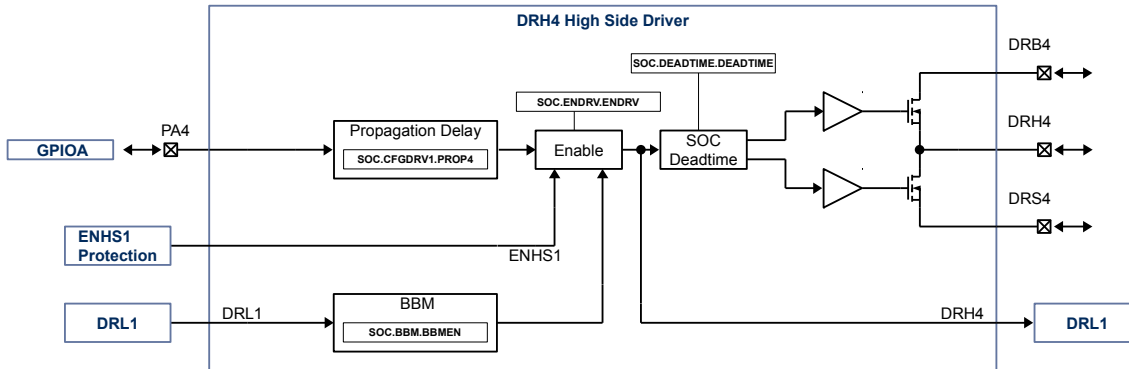 DRH4 High Side Driver
SOC.DEADTIME.DEADTIME
DRB4
SOC.ENDRV.ENDRV
GPIOA
PA4
Propagation Delay
SOC.CFGDRV1.PROP4
Enable
SOC
Deadtime
DRH4
DRS4
ENHS1
Protection
ENHS1
DRL1
DRL1
BBM
SOC.BBM.BBMEN
DRH4
DRL1